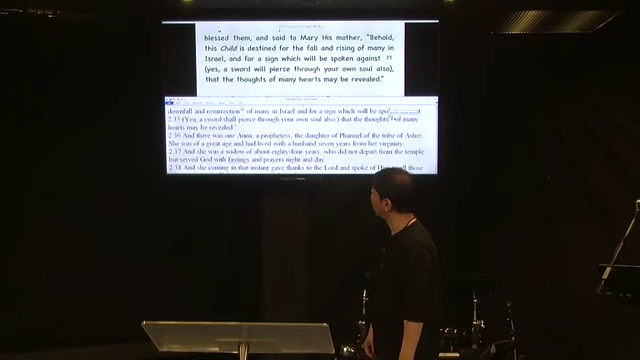 blessed them, and said to Mary His mother, "Behold,
this Child is destined for the fall and rising of many in
Israel, and for a sign which will be spoken against 35
(yes, a sword will pierce through your own soul also),
that the thoughts of many hearts may be revealed."
downfall and resurrection of many in Israel and for a sign which will be
2:35 (Yea, a sword shall pierce through your own soul also,) that the thoughts of many
hearts may be revealed
2:36 And there was one Anna, a prophetess, the daughter of Phanuel of the tribe of Asher.
She was of a great age and had lived with a husband seven years from her virginity.
2:37 And she was a widow of about eighty-four years, who did not depart from the temple
but served God with fastings and prayers night and day.
2:38 And she coming in that instant gave thanks to the Lord and spoke of Him to all those